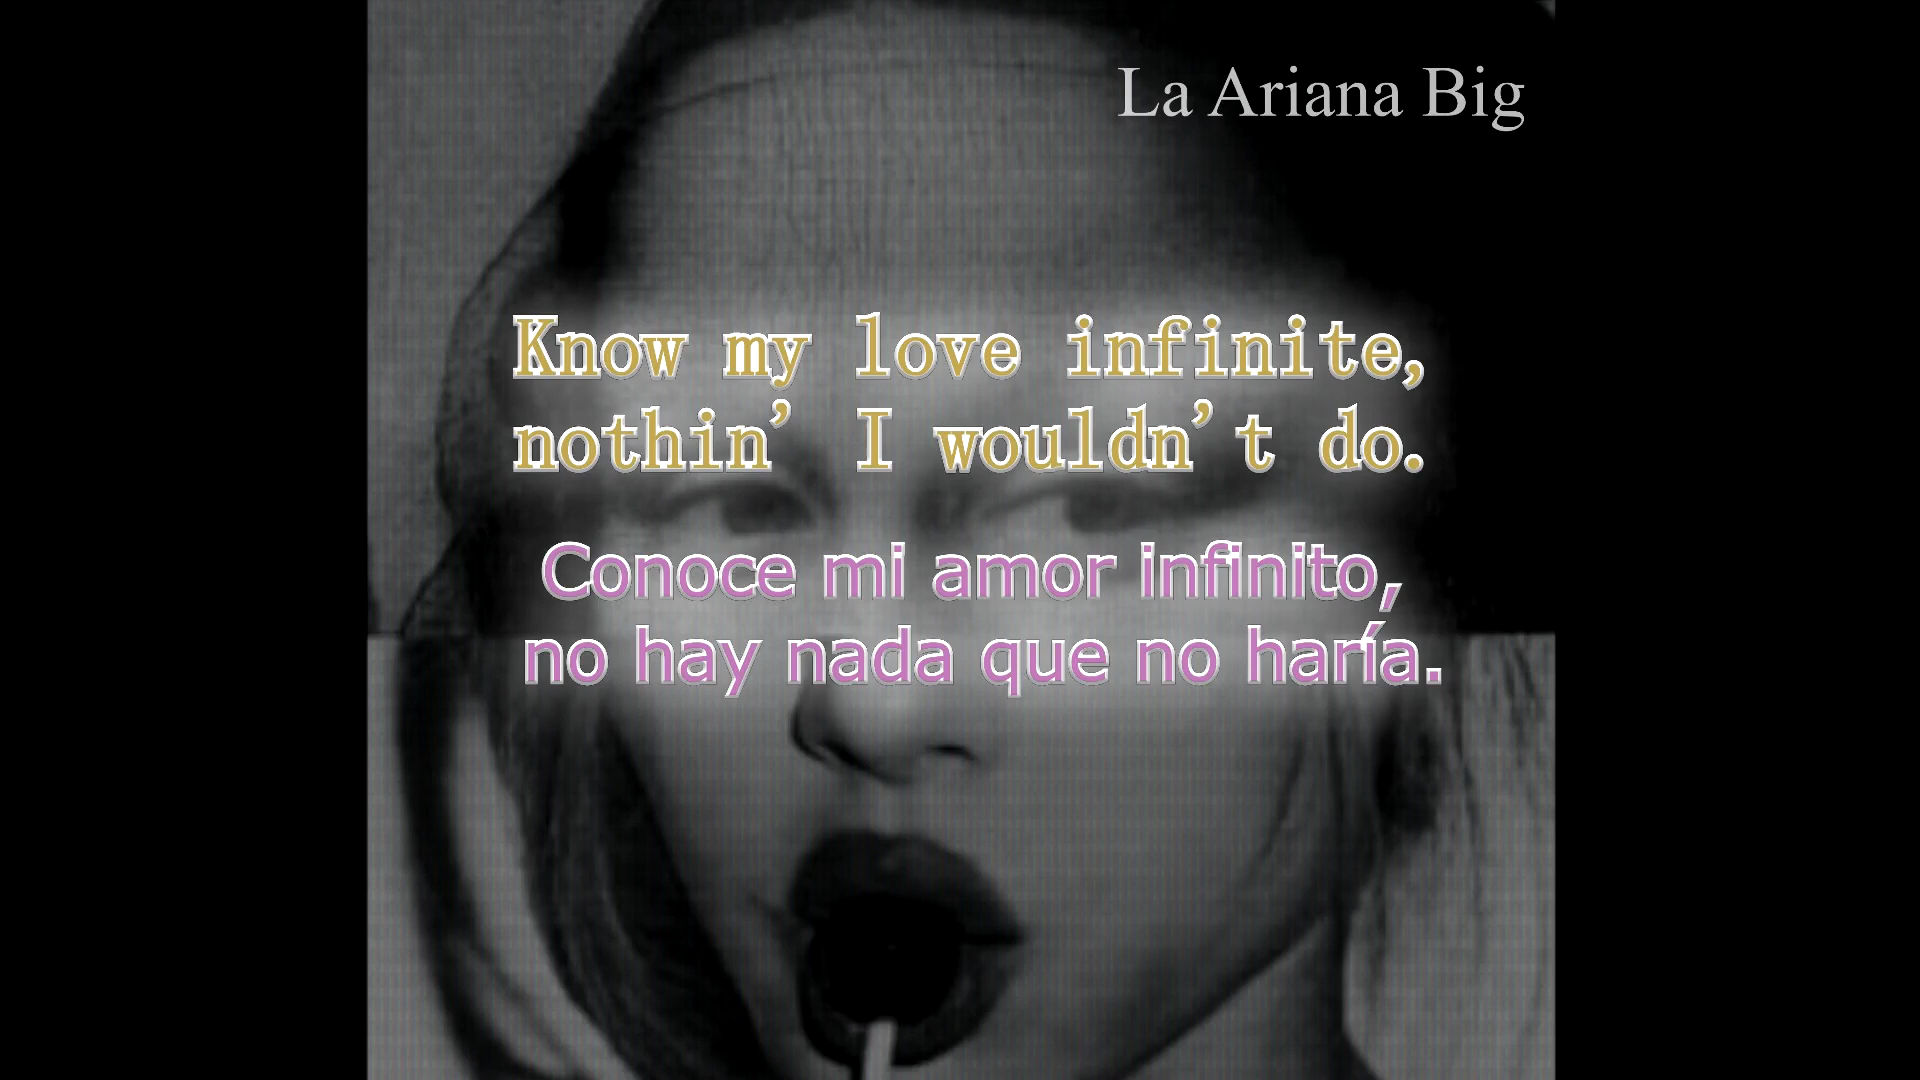 La Ariana Big
Know my love infinite,
nothin’ I wouldn’t do.
Conoce mi amor infinito,
no hay nada que no haría.